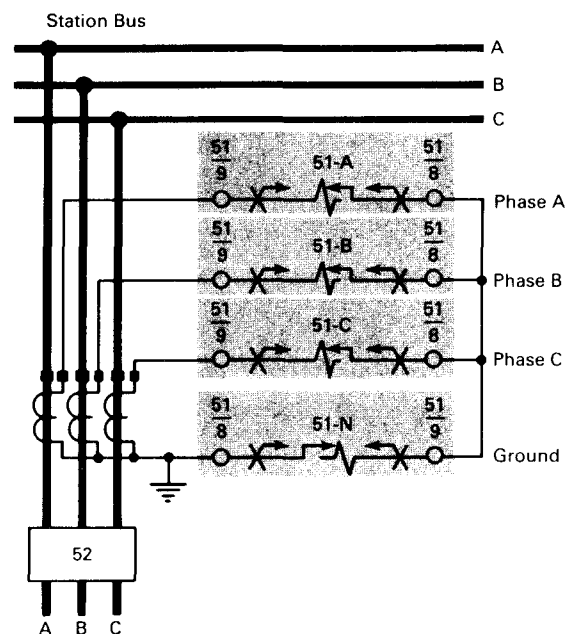 Station Bus
A
B
C
51
9
51-A
51
8
Phase A
51
9
51-B
51
8
Phase B
51
9
51-C
51
8
Phase C
51
8
51-N
51
9
Ground
52
A B C